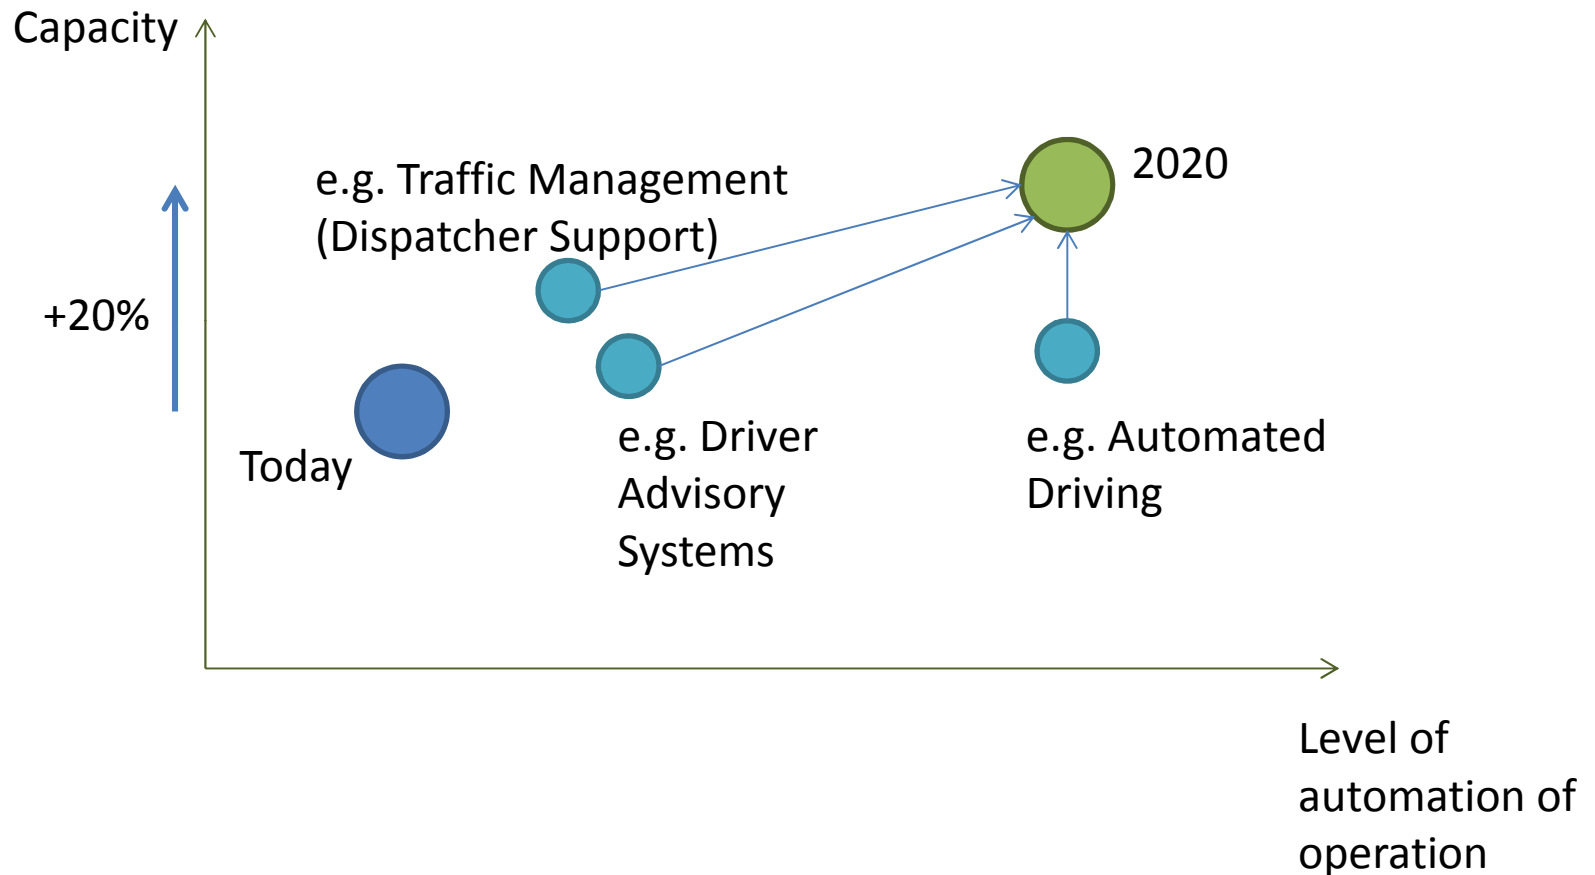 Capacity
2020
e.g. Traffic Management
(Dispatcher Support)
+20%
Today
e.g. Driver
Advisory
Systems
e.g. Automated
Driving
Level of
automation of
operation